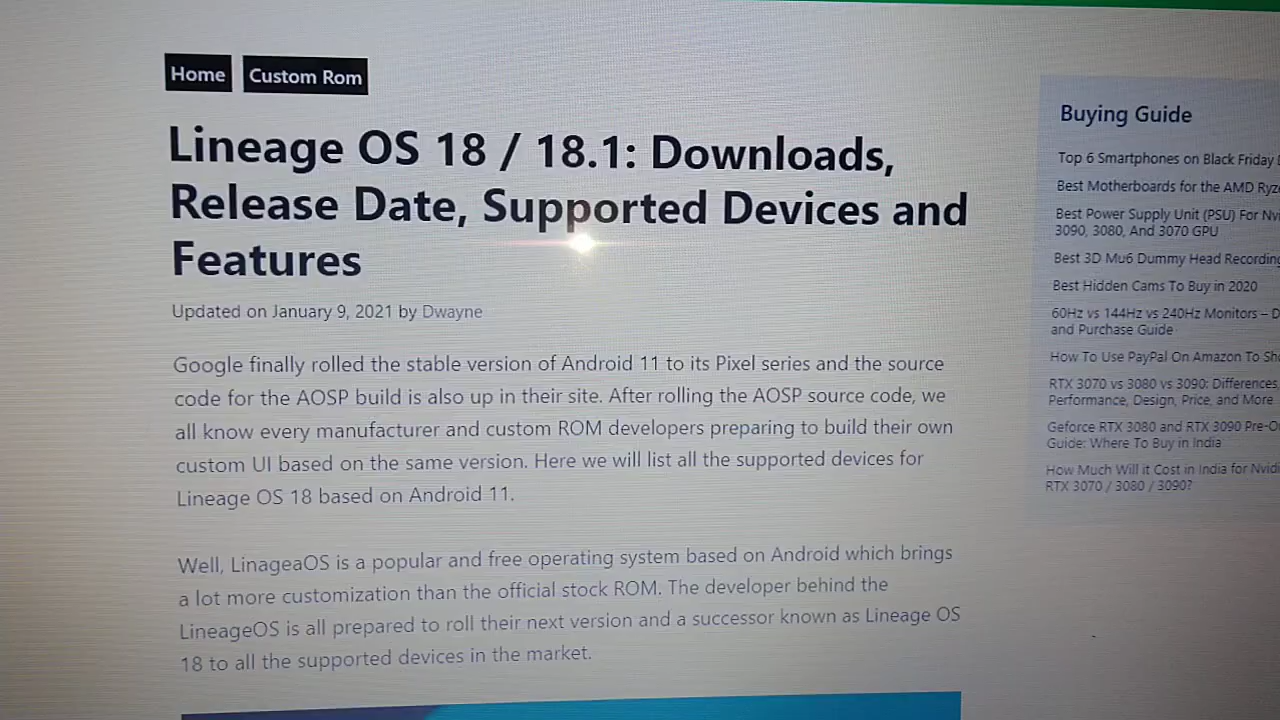 Home Custom Rom
Lineage OS 18 / 18.1: Downloads,
Release Date, Supported Devices and
Features
Updated on January 9, 2021 by Dwayne
Google finally rolled the stable version of Android 11 to its Pixel series and the source
code for the AOSP build is also up in their site. After rolling the AOSP source code, we
all know every manufacturer and custom ROM developers preparing to build their own
custom UI based on the same version. Here we will list all the supported devices for
Lineage OS 18 based on Android 11.
Well, LinageaOS is a popular and free operating system based on Android which brings
a lot more customization than the official stock ROM. The developer behind the
LineageOS is all prepared to roll their next version and a successor known as Lineage OS
18 to all the supported devices in the market.
Buying Guide
Top 6 Smartphones on Black Friday
Best Motherboards for the AMD
Best Power Supply Unit (PSU) For
3090, 3080, And 3070 GPU
Best 3D Mu6 Dummy Head Recording
Best Hidden Cams To Buy in 2020
60Hz vs 144Hz vs 240Hz Monitors –
and Purchase Guide
How To Use PayPal On Amazon To
RTX 3070 vs 3080 vs 3090: Differences
Performance, Design, Price, and More
Geforce RTX 3080 and RTX 3090
Guide: Where To Buy in India
How Much Will it Cost in India for
RTX 3070 / 3080 / 3090?